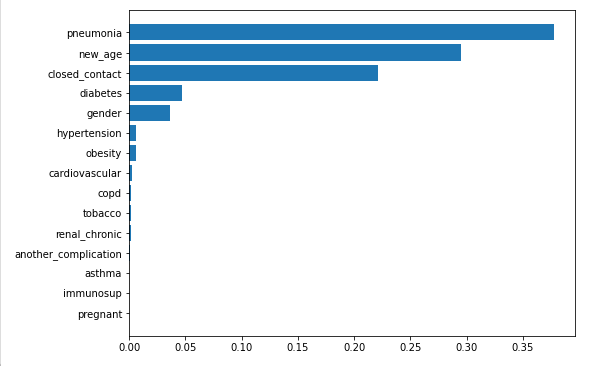 pneumonia
new_age
closed_contact
diabetes
gender
hypertension
obesity
cardiovascular
copd
tobacco
renal_chronic
another_complication
asthma
immunosup
pregnant
0.00 0.05 0.10 0.15 0.20 0.25 0.30 0.35